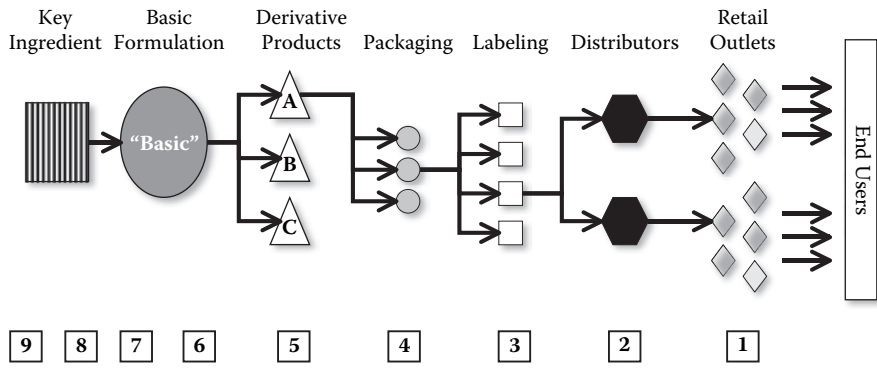 Key
Ingredient
Basic
Formulation
Derivative
Products
Packaging
Labeling
Distributors
Retail
Outlets
"Basic"
A
B
C
End Users
9
8
7
6
5
4
3
2
1